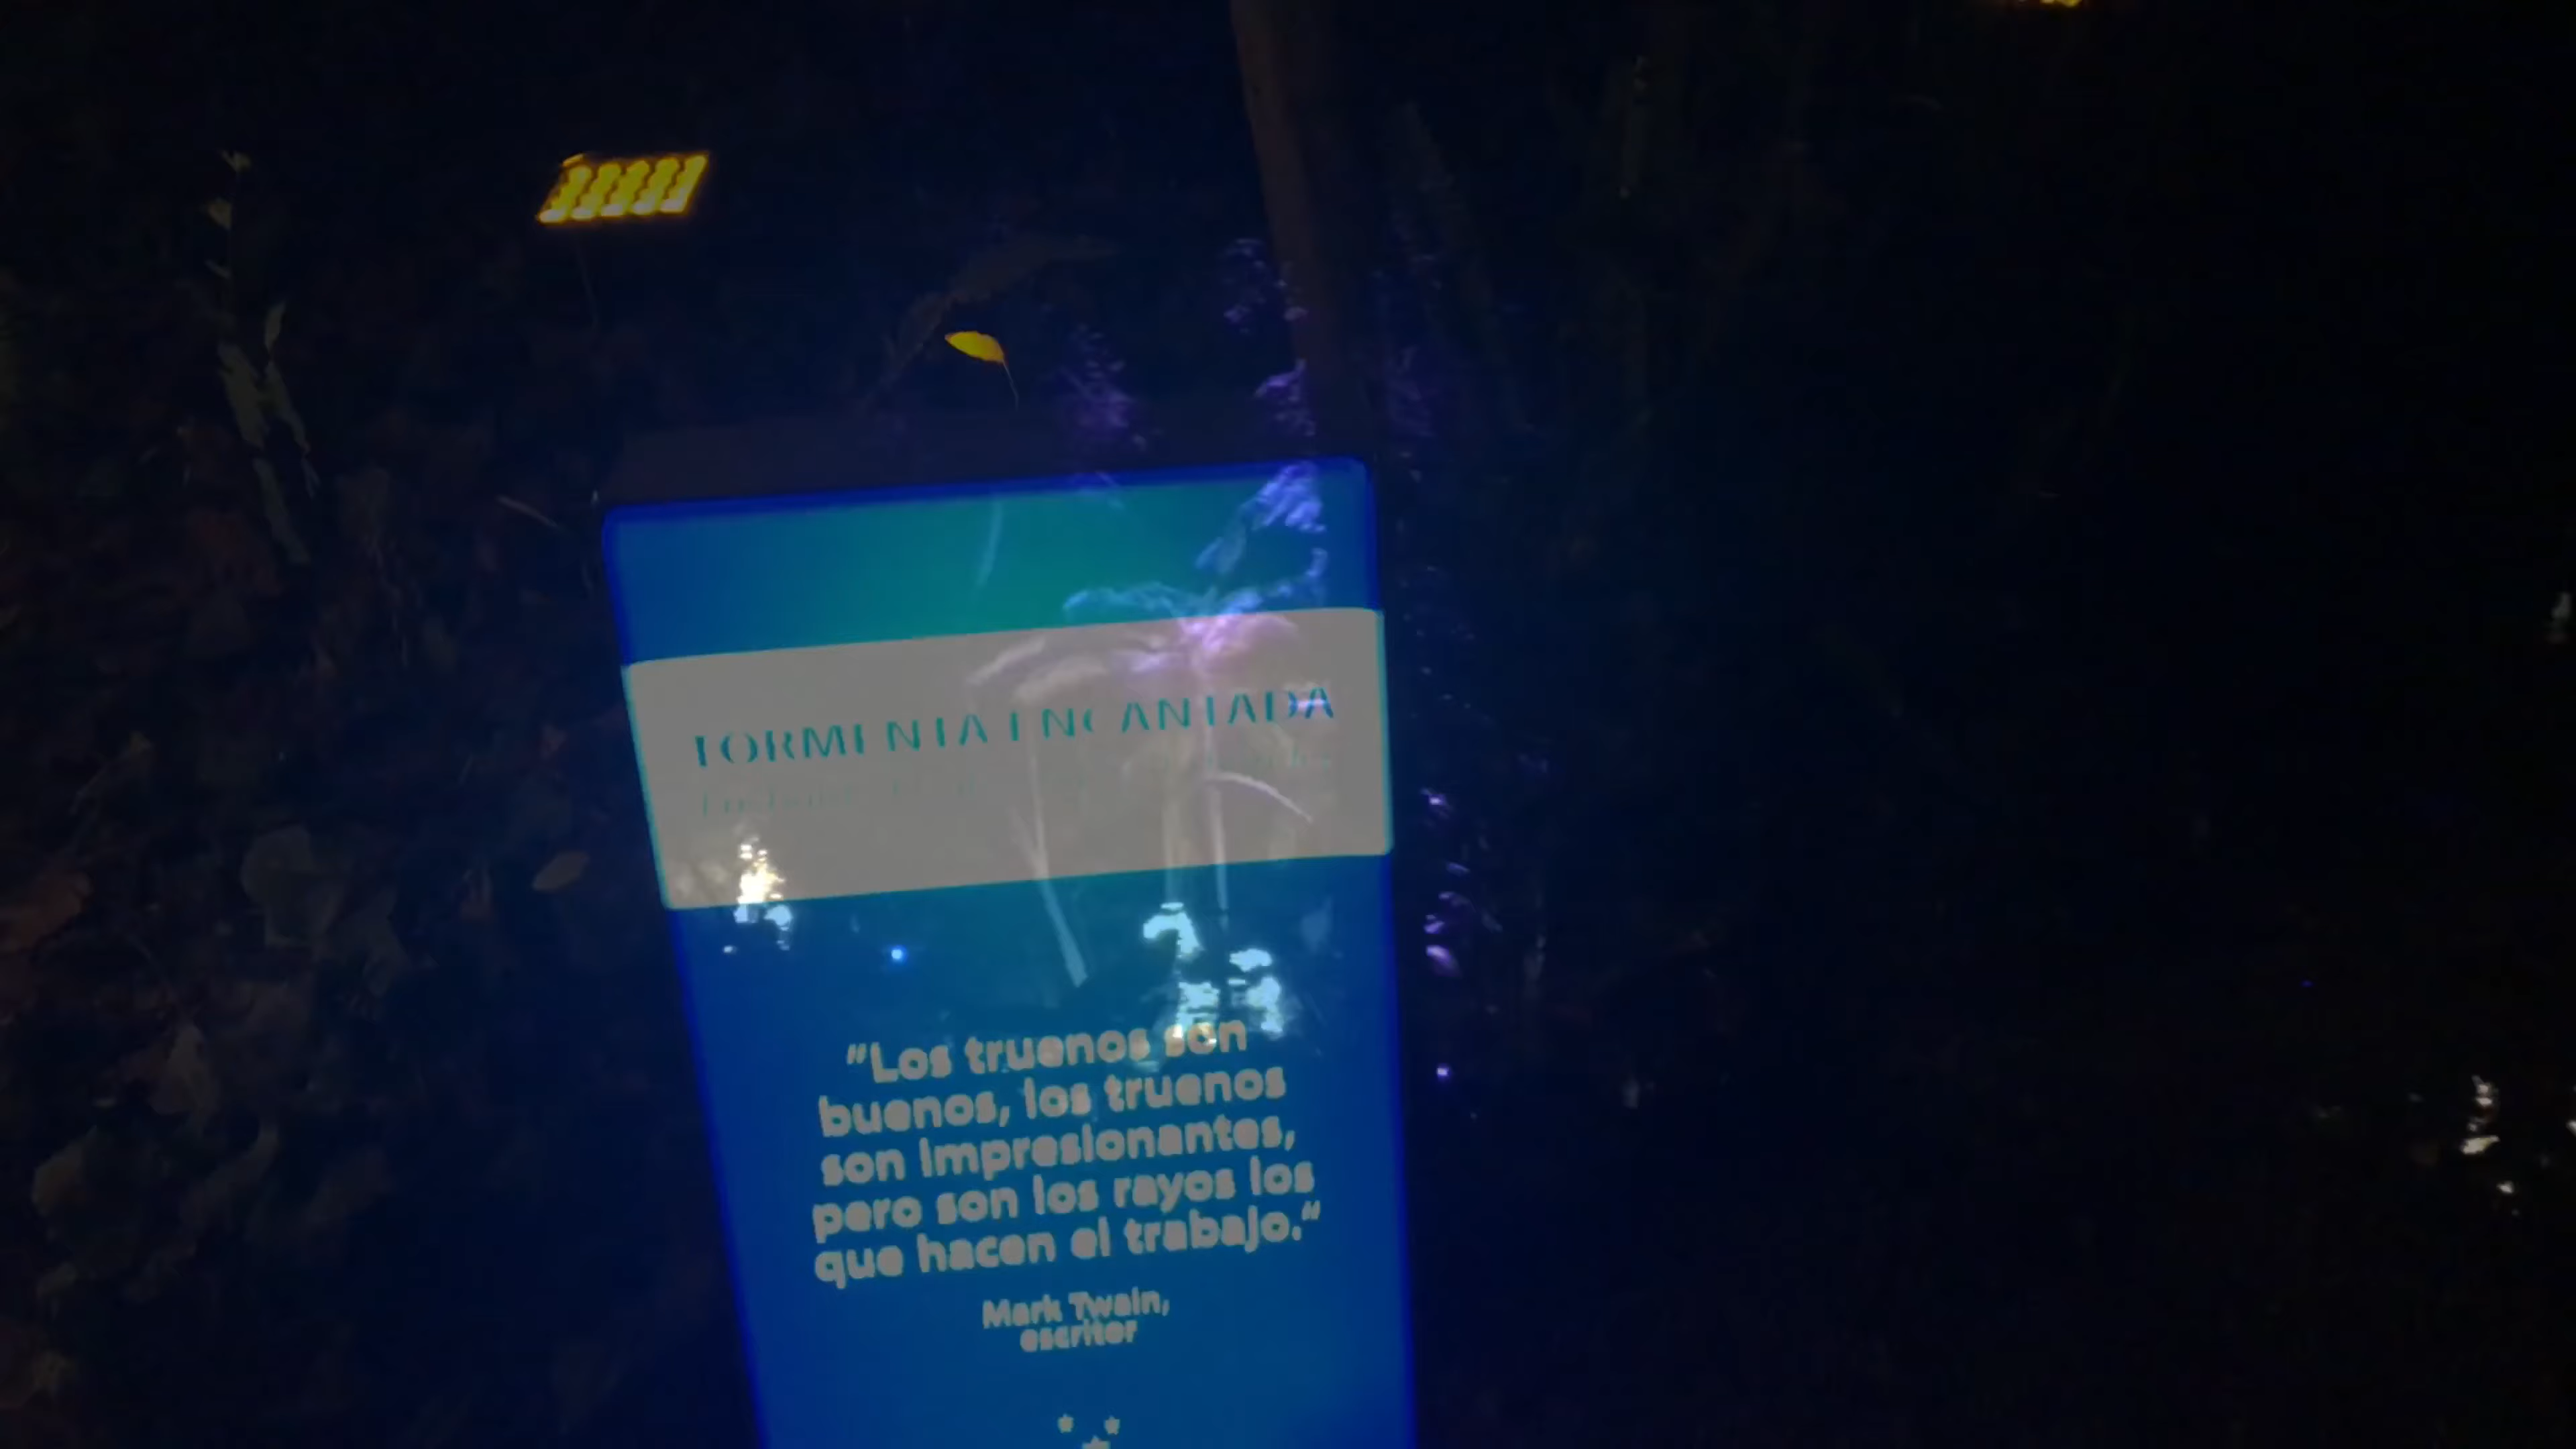 TORMENTA ENCANTADA
“Los truenos son
buenos, los truenos
son impresionantes,
pero son los rayos los
que hacen el trabajo.“
Mark Twain,
escritor